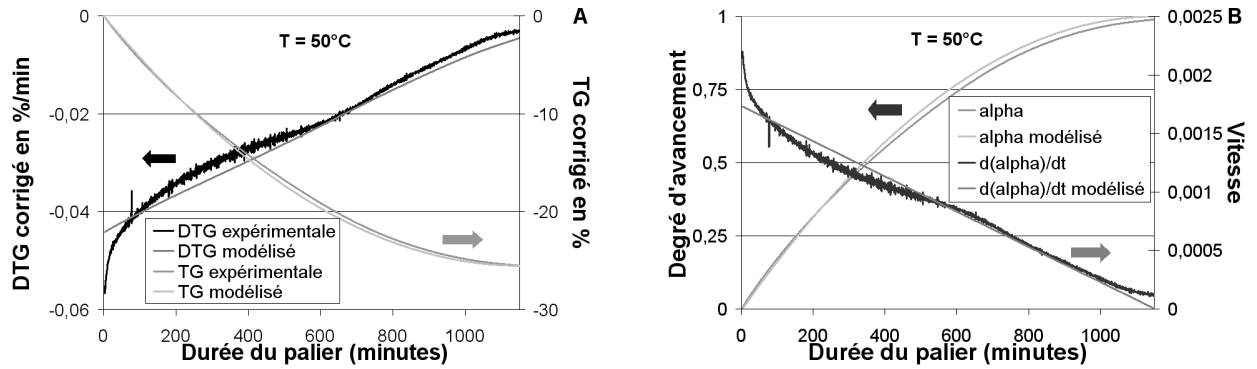 A
T = 50°C
DTG corrigé en %/min
0
-0,02
-0,04
-0,06
0
-10
-20
-30
TG corrigé en %
DTG expérimentale
DTG modélisé
TG expérimentale
TG modélisé
0
200
400
600
800
1000
Durée du palier (minutes)
B
T = 50°C
Degré d'avancement
1
0,75
0,5
0,25
0
0,0025
0,002
0,0015
0,001
0,0005
0
Vitesse
alpha
alpha modélisé
d(alpha)/dt
d(alpha)/dt modélisé
0
200
400
600
800
1000
Durée du palier (minutes)